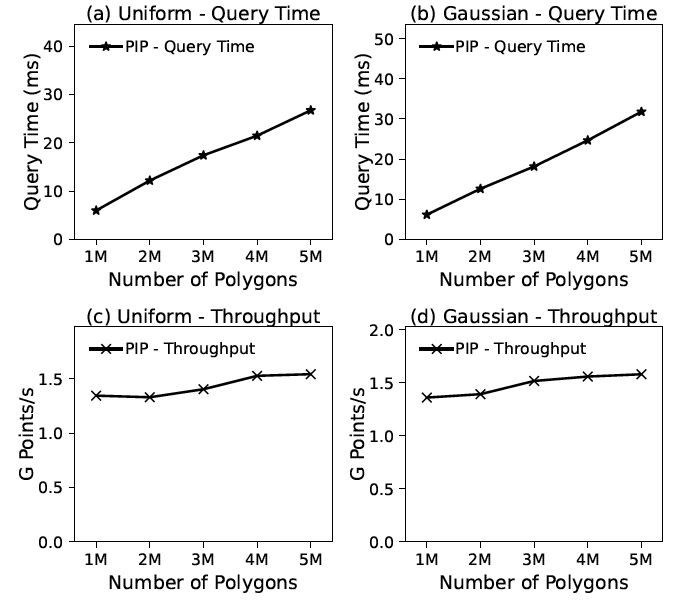 (a) Uniform - Query Time
PIP - Query Time
Query Time (ms)
40
30
20
10
0
1M 2M 3M 4M 5M
Number of Polygons
(b) Gaussian - Query Time
PIP - Query Time
Query Time (ms)
50
40
30
20
10
0
1M 2M 3M 4M 5M
Number of Polygons
(c) Uniform - Throughput
PIP - Throughput
G Points/s
1.5
1.0
0.5
0.0
1M 2M 3M 4M 5M
Number of Polygons
(d) Gaussian - Throughput
PIP - Throughput
G Points/s
2.0
1.5
1.0
0.5
0.0
1M 2M 3M 4M 5M
Number of Polygons